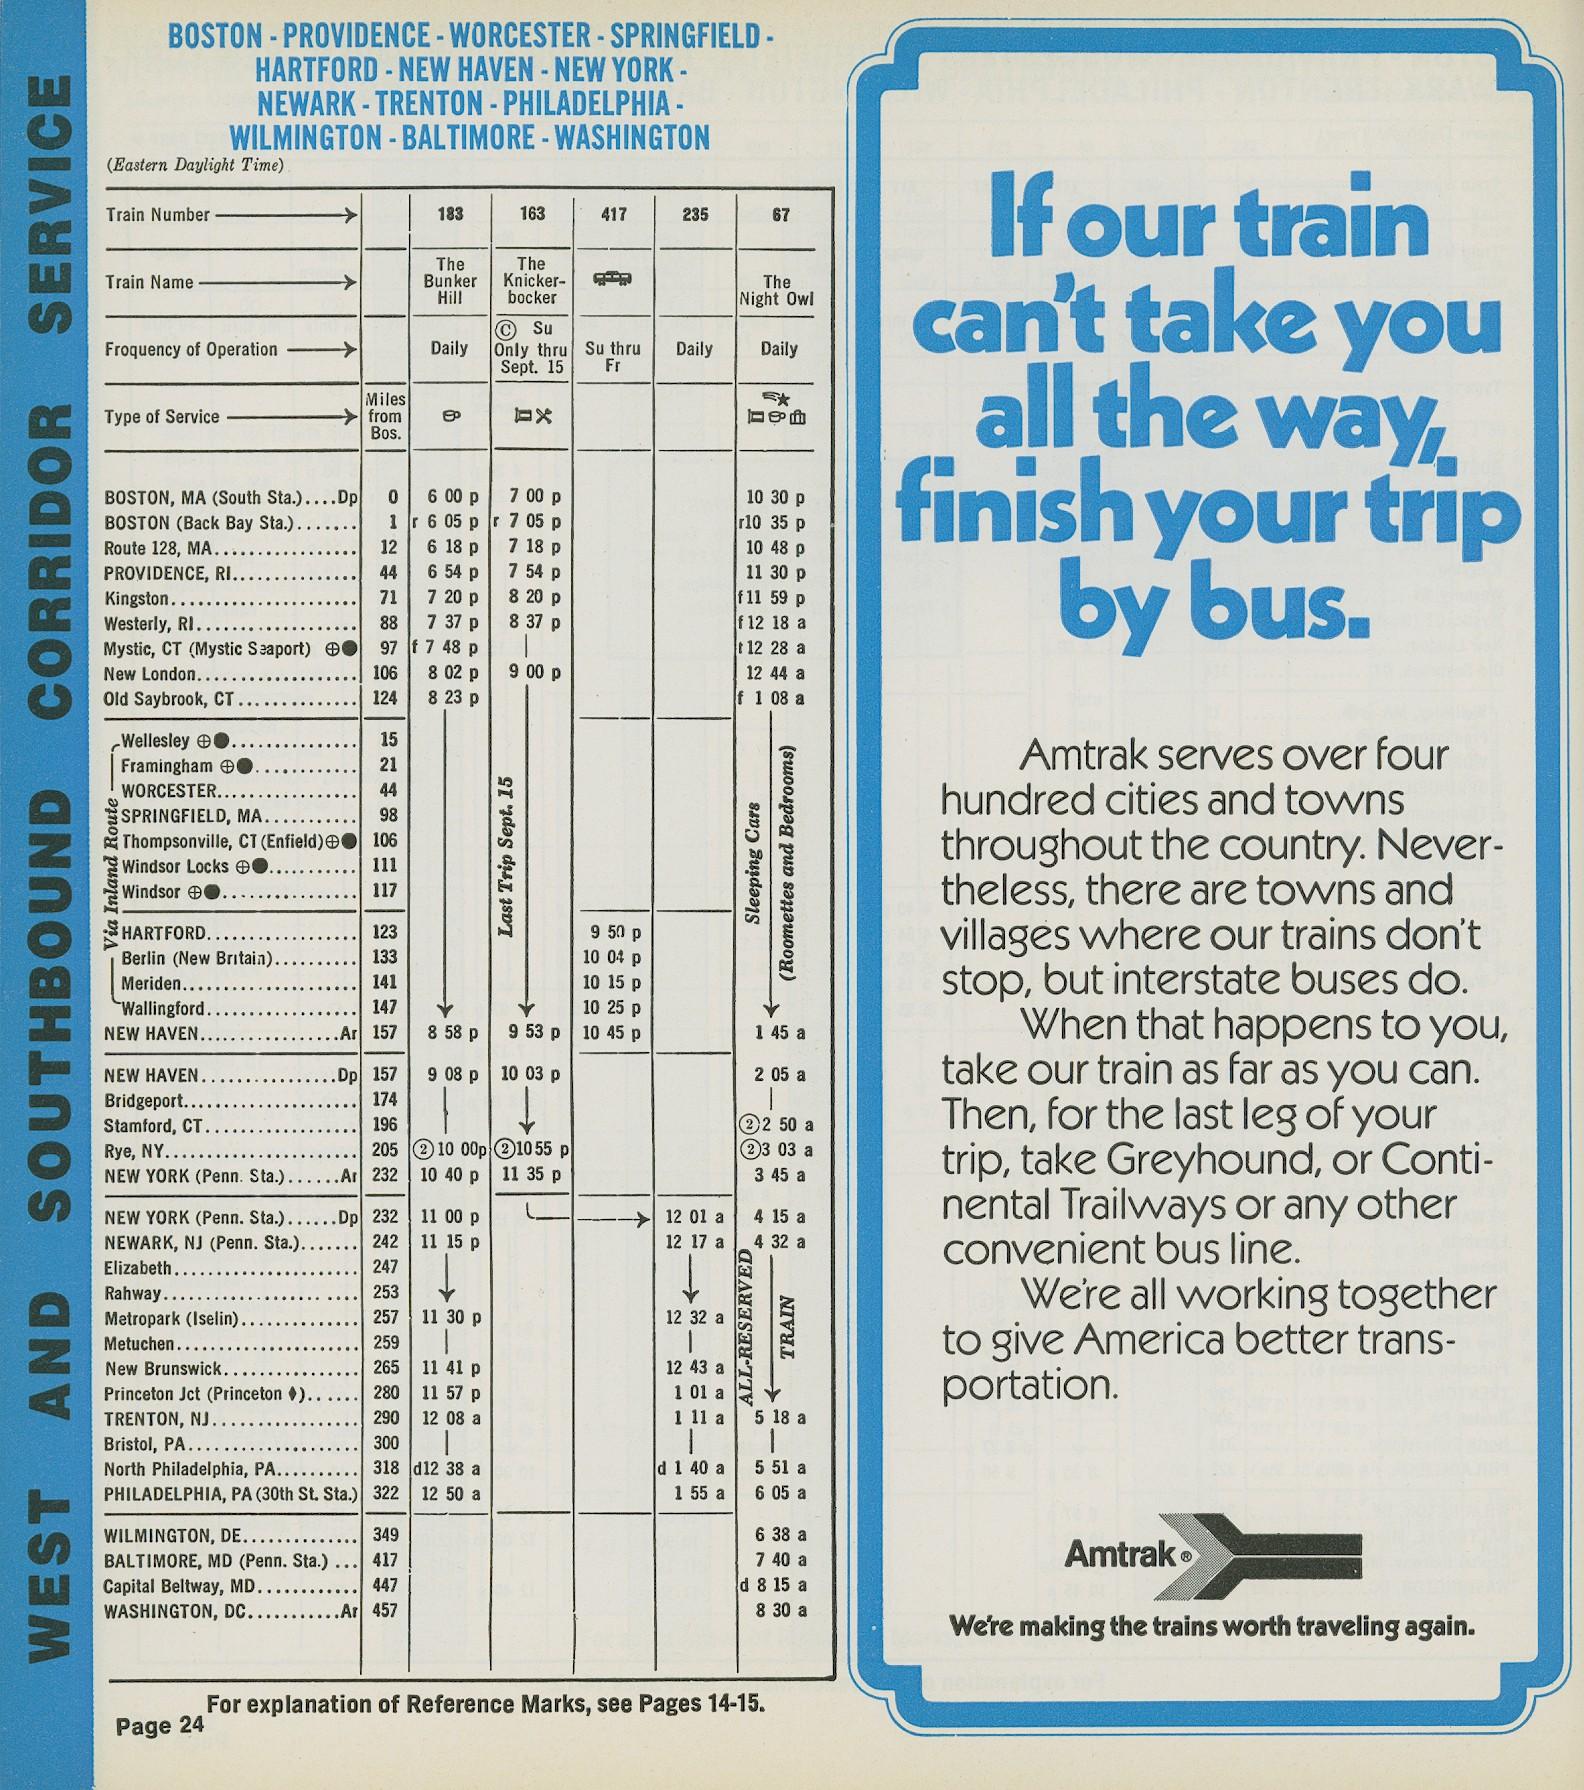 WEST AND SOUTHBOUND CORRIDOR SERVICE
BOSTON - PROVIDENCE - WORCESTER - SPRINGFIELD -
HARTFORD - NEW HAVEN - NEW YORK -
NEWARK - TRENTON - PHILADELPHIA -
WILMINGTON - BALTIMORE - WASHINGTON
(Eastern Daylight Time)
Train Number 183 163 417 235 67
Train Name The Bunker Hill The Knicker-bocker The Night Owl
Froquency of Operation Daily © Su Only thru Sept. 15 Su thru Fr Daily Daily
Type of Service Miles from Bos.
BOSTON, MA (South Sta.)....Dp 0 6 00 p 7 00 p 10 30 p
BOSTON (Back Bay Sta.)....... 1 r 6 05 p r 7 05 p r10 35 p
Route 128, MA................. 12 6 18 p 7 18 p 10 48 p
PROVIDENCE, RI............... 44 6 54 p 7 54 p 11 30 p
Kingston...................... 71 7 20 p 8 20 p f11 59 p
Westerly, RI................... 88 7 37 p 8 37 p f12 18 a
Mystic, CT (Mystic Seaport) ⊕● 97 f 7 48 p f12 28 a
New London................... 106 8 02 p 9 00 p 12 44 a
Old Saybrook, CT.............. 124 8 23 p f 1 08 a
Via Inland Route
Wellesley ⊕●............... 15
Framingham ⊕●............ 21
WORCESTER................. 44
SPRINGFIELD, MA........... 98
Thompsonville, CT (Enfield)⊕● 106
Windsor Locks ⊕●........... 111
Windsor ⊕●................ 117
HARTFORD.................. 123 9 50 p
Berlin (New Britain).......... 133 10 04 p
Meriden..................... 141 10 15 p
Wallingford.................. 147 10 25 p
Last Trip Sept. 15
Sleeping Cars
(Roomettes and Bedrooms)
NEW HAVEN.................Ar 157 8 58 p 9 53 p 10 45 p 1 45 a
NEW HAVEN................Dp 157 9 08 p 10 03 p 2 05 a
Bridgeport.................... 174
Stamford, CT.................. 196 ②2 50 a
Rye, NY....................... 205 ②10 00p ②10 55 p ②3 03 a
NEW YORK (Penn. Sta.)......Ar 232 10 40 p 11 35 p 3 45 a
NEW YORK (Penn. Sta.)......Dp 232 11 00 p 12 01 a 4 15 a
NEWARK, NJ (Penn. Sta.)....... 242 11 15 p 12 17 a 4 32 a
Elizabeth...................... 247
Rahway....................... 253
Metropark (Iselin).............. 257 11 30 p 12 32 a
Metuchen..................... 259
New Brunswick................ 265 11 41 p 12 43 a
Princeton Jct (Princeton ♦)...... 280 11 57 p 1 01 a
TRENTON, NJ.................. 290 12 08 a 1 11 a 5 18 a
Bristol, PA.................... 300
North Philadelphia, PA.......... 318 d12 38 a d 1 40 a 5 51 a
PHILADELPHIA, PA (30th St. Sta.) 322 12 50 a 1 55 a 6 05 a
ALL-RESERVED
TRAIN
WILMINGTON, DE.............. 349 6 38 a
BALTIMORE, MD (Penn. Sta.) ... 417 7 40 a
Capital Beltway, MD............ 447 d 8 15 a
WASHINGTON, DC...........Ar 457 8 30 a
For explanation of Reference Marks, see Pages 14-15.
Page 24
If our train
can't take you
all the way,
finish your trip
by bus.
Amtrak serves over four
hundred cities and towns
throughout the country. Never-
theless, there are towns and
villages where our trains don't
stop, but interstate buses do.
When that happens to you,
take our train as far as you can.
Then, for the last leg of your
trip, take Greyhound, or Conti-
nental Trailways or any other
convenient bus line.
We're all working together
to give America better trans-
portation.
Amtrak®
We're making the trains worth traveling again.